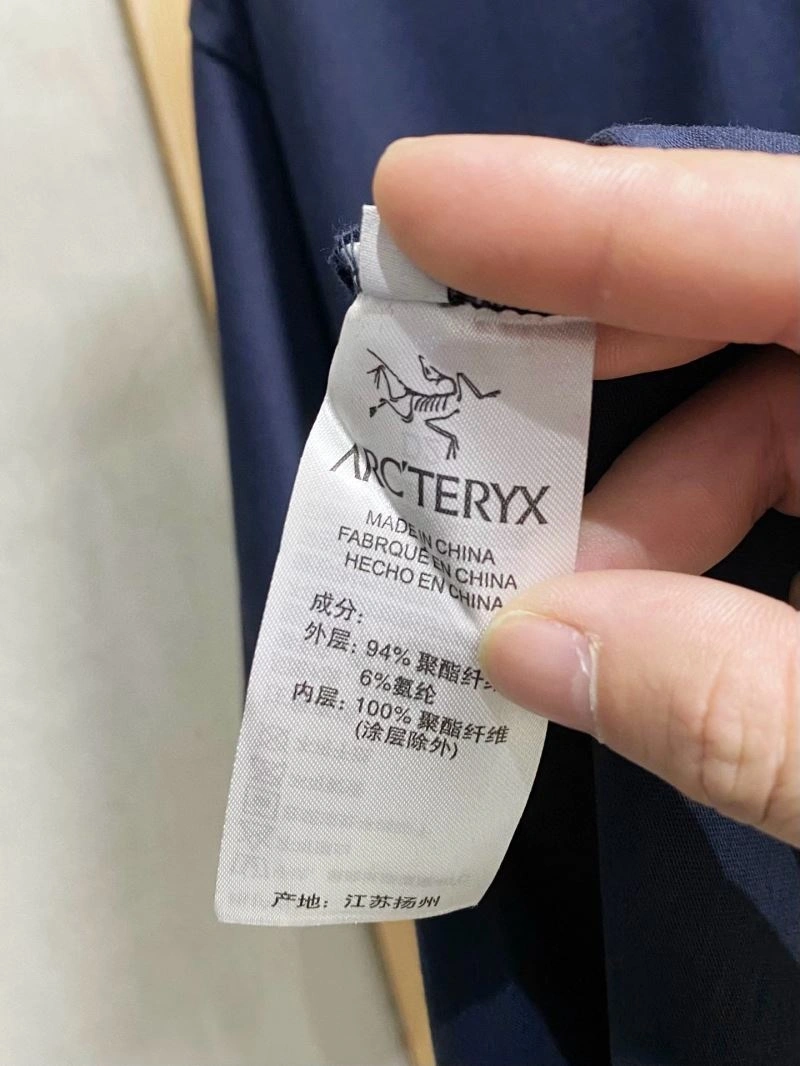 ARC'TERYX
MADE IN CHINA
FABRQUE EN CHINA
HECHO EN CHINA
成分:
外层: 94% 聚酯纤维
6%氨纶
内层: 100% 聚酯纤维
(涂层除外)
产地: 江苏扬州